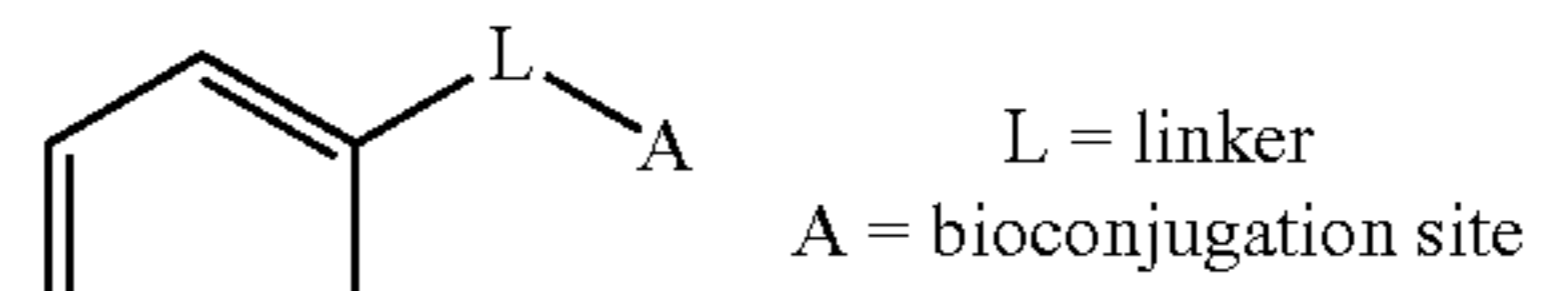 L
A
L = linker
A = bioconjugation site